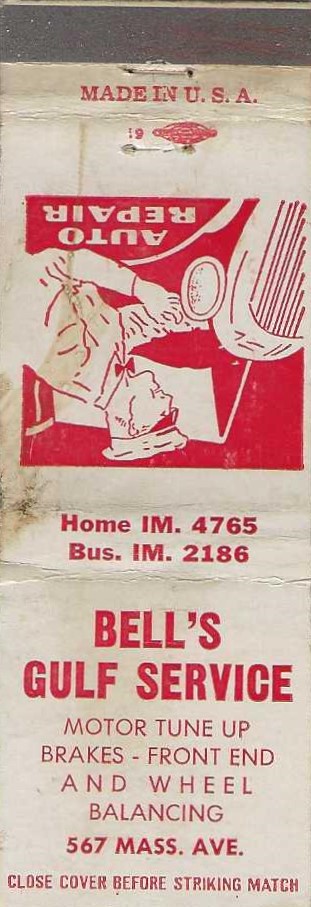 MADE IN U. S. A.
19
AUTO
REPAIR
Home IM. 4765
Bus. IM. 2186
BELL'S
GULF SERVICE
MOTOR TUNE UP
BRAKES - FRONT END
AND WHEEL
BALANCING
567 MASS. AVE.
CLOSE COVER BEFORE STRIKING MATCH